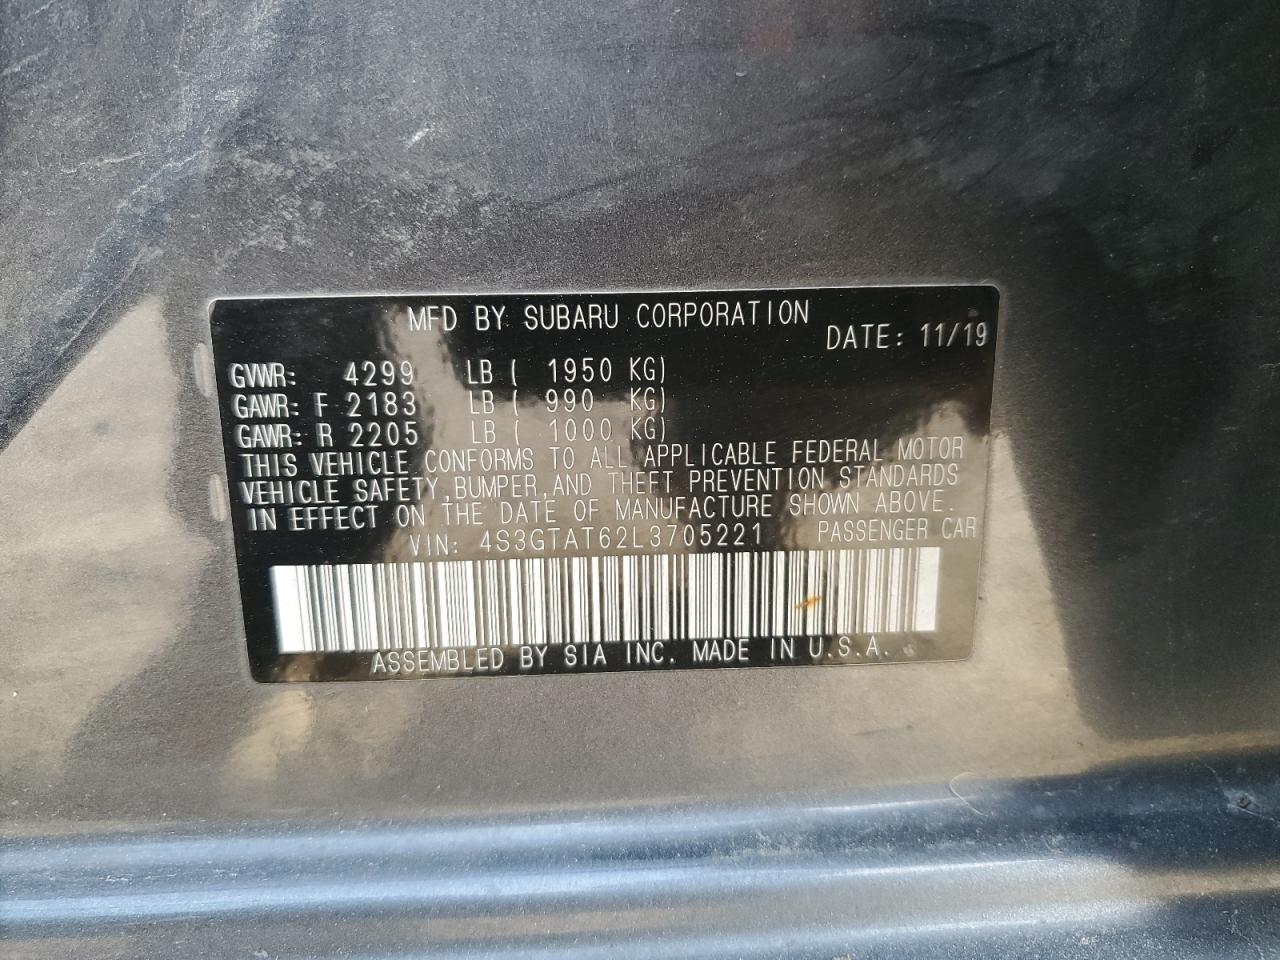 MFD BY SUBARU CORPORATION
DATE: 11/19
GVWR: 4299 LB ( 1950 KG)
GAWR: F 2183 LB ( 990 KG)
GAWR: R 2205 LB ( 1000 KG)
THIS VEHICLE CONFORMS TO ALL APPLICABLE FEDERAL MOTOR
VEHICLE SAFETY,BUMPER,AND THEFT PREVENTION STANDARDS
IN EFFECT ON THE DATE OF MANUFACTURE SHOWN ABOVE.
VIN: 4S3GTAT62L3705221 PASSENGER CAR
ASSEMBLED BY SIA INC. MADE IN U.S.A.